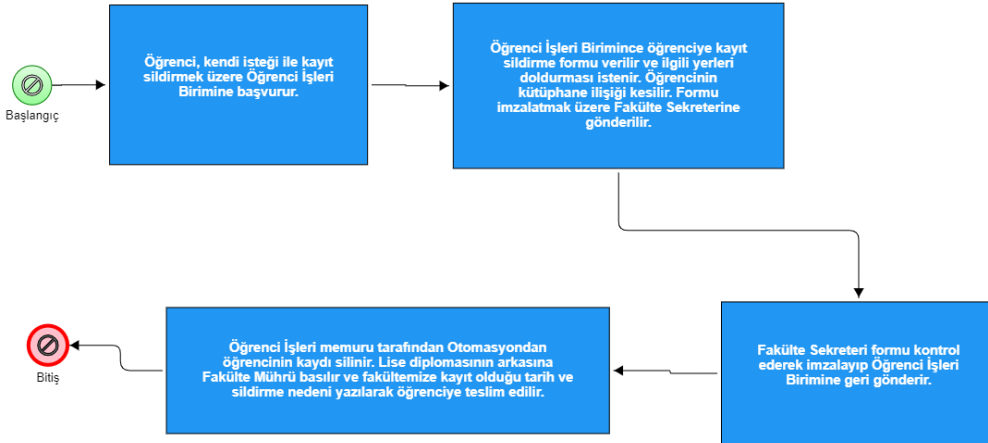 Başlangıç
Öğrenci, kendi isteği ile kayıt
sildirmek üzere Öğrenci İşleri
Birimine başvurur.
Öğrenci İşleri Birimince öğrenciye kayıt
sildirme formu verilir ve ilgili yerleri
doldurması istenir. Öğrencinin
kütüphane ilişiği kesilir. Formu
imzalatmak üzere Fakülte Sekreterine
gönderilir.
Fakülte Sekreteri formu kontrol
ederek imzalayıp Öğrenci İşleri
Birimine geri gönderir.
Öğrenci İşleri memuru tarafından Otomasyondan
öğrencinin kaydı silinir. Lise diplomasının arkasına
Fakülte Mührü basılır ve fakültemize kayıt olduğu tarih ve
sildirme nedeni yazılarak öğrenciye teslim edilir.
Bitiş